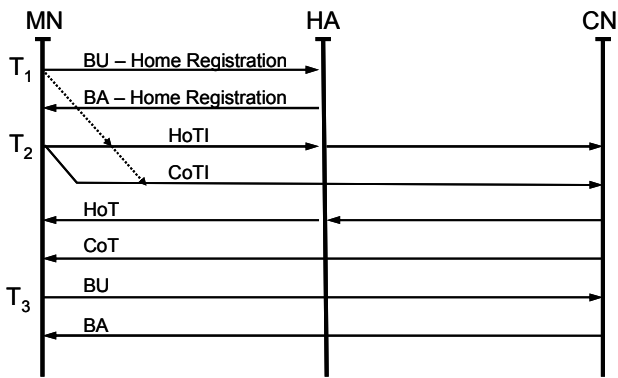 MN HA CN
T1 BU – Home Registration
BA – Home Registration
T2 HoTI
CoTI
HoT
CoT
T3 BU
BA